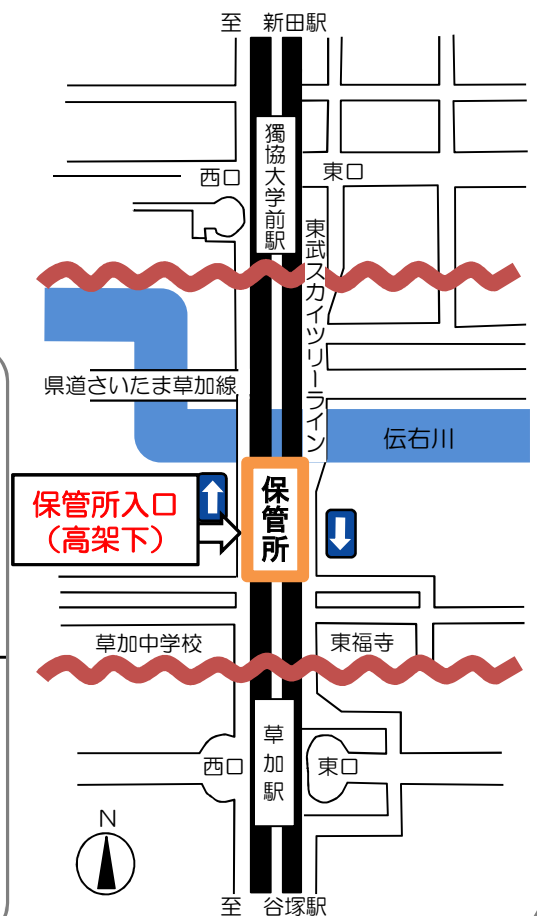 至 新田駅
獨協大学前駅
西口
東口
東武スカイツリーライン
県道さいたま草加線
伝右川
保管所入口
(高架下)
保管所
草加中学校
東福寺
草加駅
西口
東口
N
至 谷塚駅